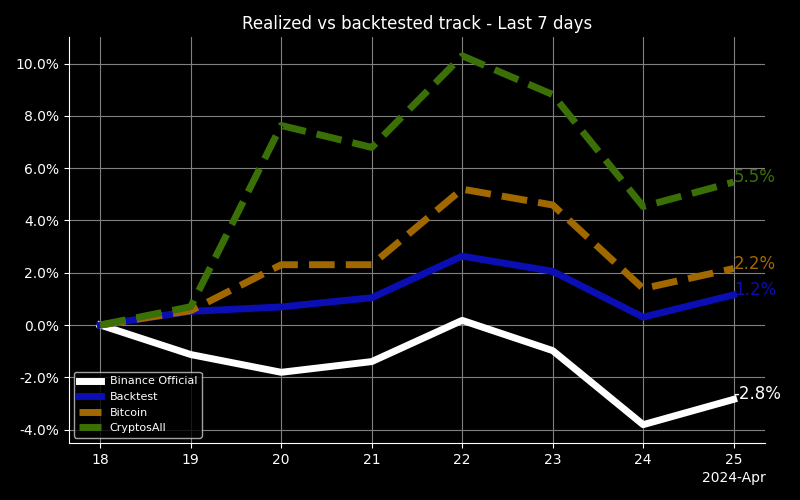 Realized vs backtested track - Last 7 days
10.0%
8.0%
6.0%
4.0%
2.0%
0.0%
-2.0%
-4.0%
5.5%
2.2%
1.2%
-2.8%
Binance Official
Backtest
Bitcoin
CryptosAll
18 19 20 21 22 23 24 25
2024-Apr